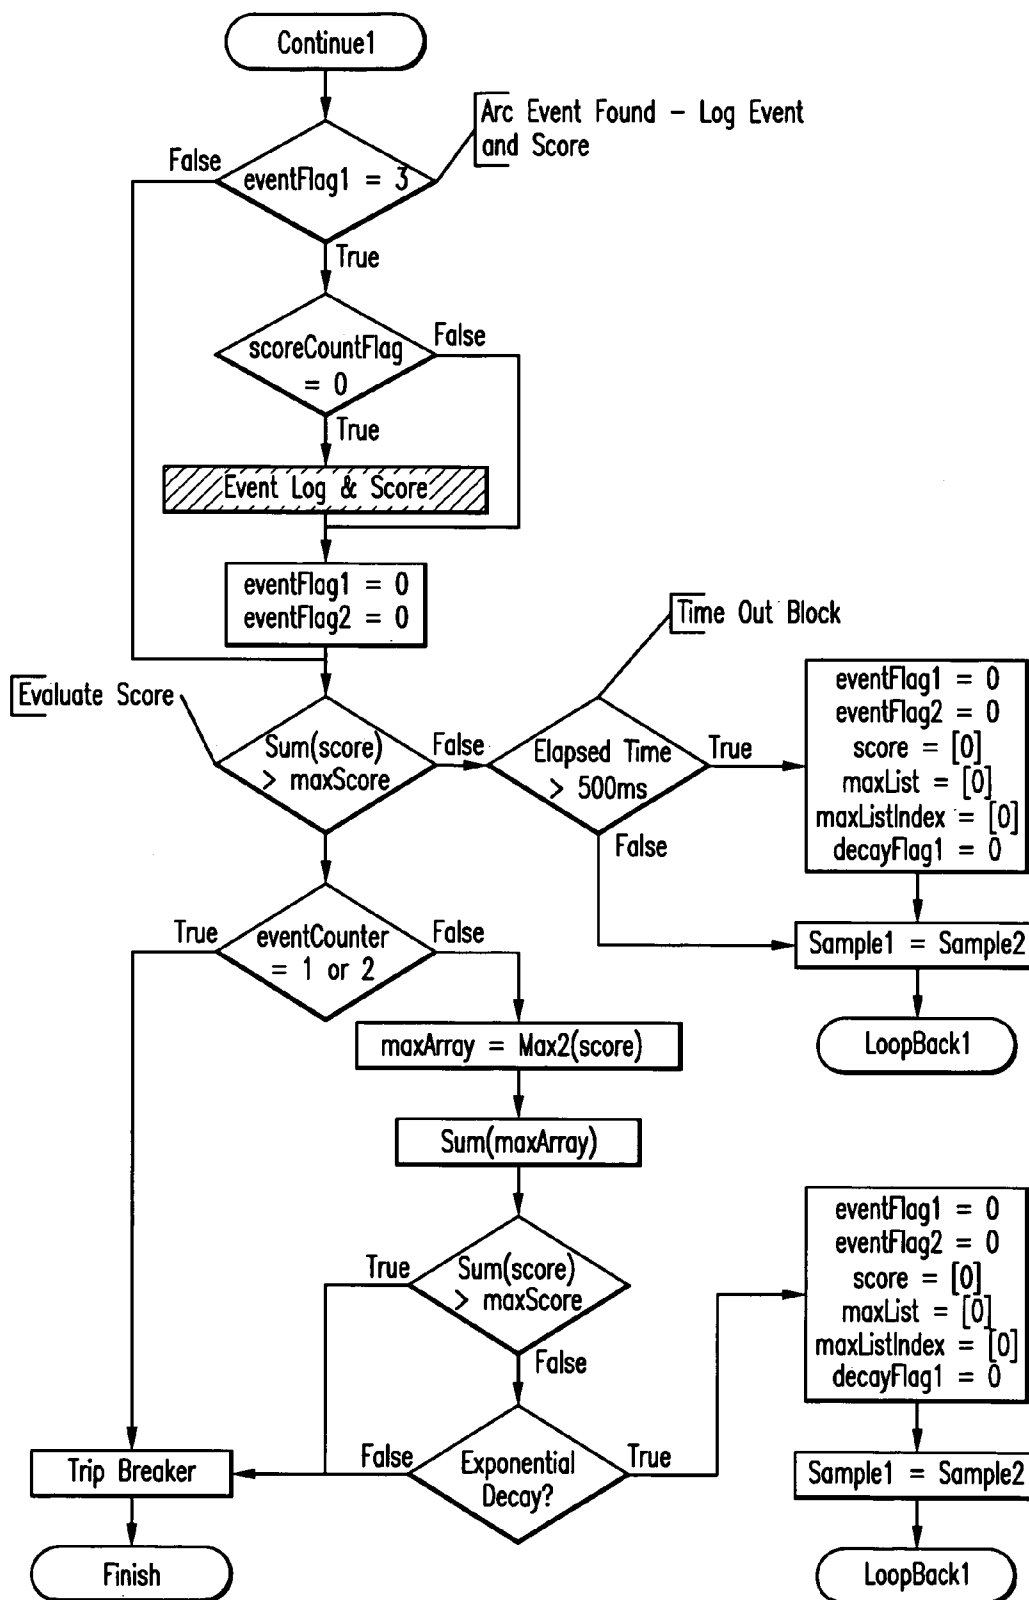 Continue1
Arc Event Found - Log Event
and Score
False
eventFlag1 = 3
True
scoreCountFlag
= 0
False
True
Event Log & Score
eventFlag1 = 0
eventFlag2 = 0
Time Out Block
Evaluate Score
Sum(score)
> maxScore
False
Elapsed Time
> 500ms
True
False
eventFlag1 = 0
eventFlag2 = 0
score = [0]
maxList = [0]
maxListIndex = [0]
decayFlag1 = 0
Sample1 = Sample2
LoopBack1
True
eventCounter
= 1 or 2
False
maxArray = Max2(score)
Sum(maxArray)
True
Sum(score)
> maxScore
False
eventFlag1 = 0
eventFlag2 = 0
score = [0]
maxList = [0]
maxListIndex = [0]
decayFlag1 = 0
Trip Breaker
False
Exponential
Decay?
True
Sample1 = Sample2
Finish
LoopBack1